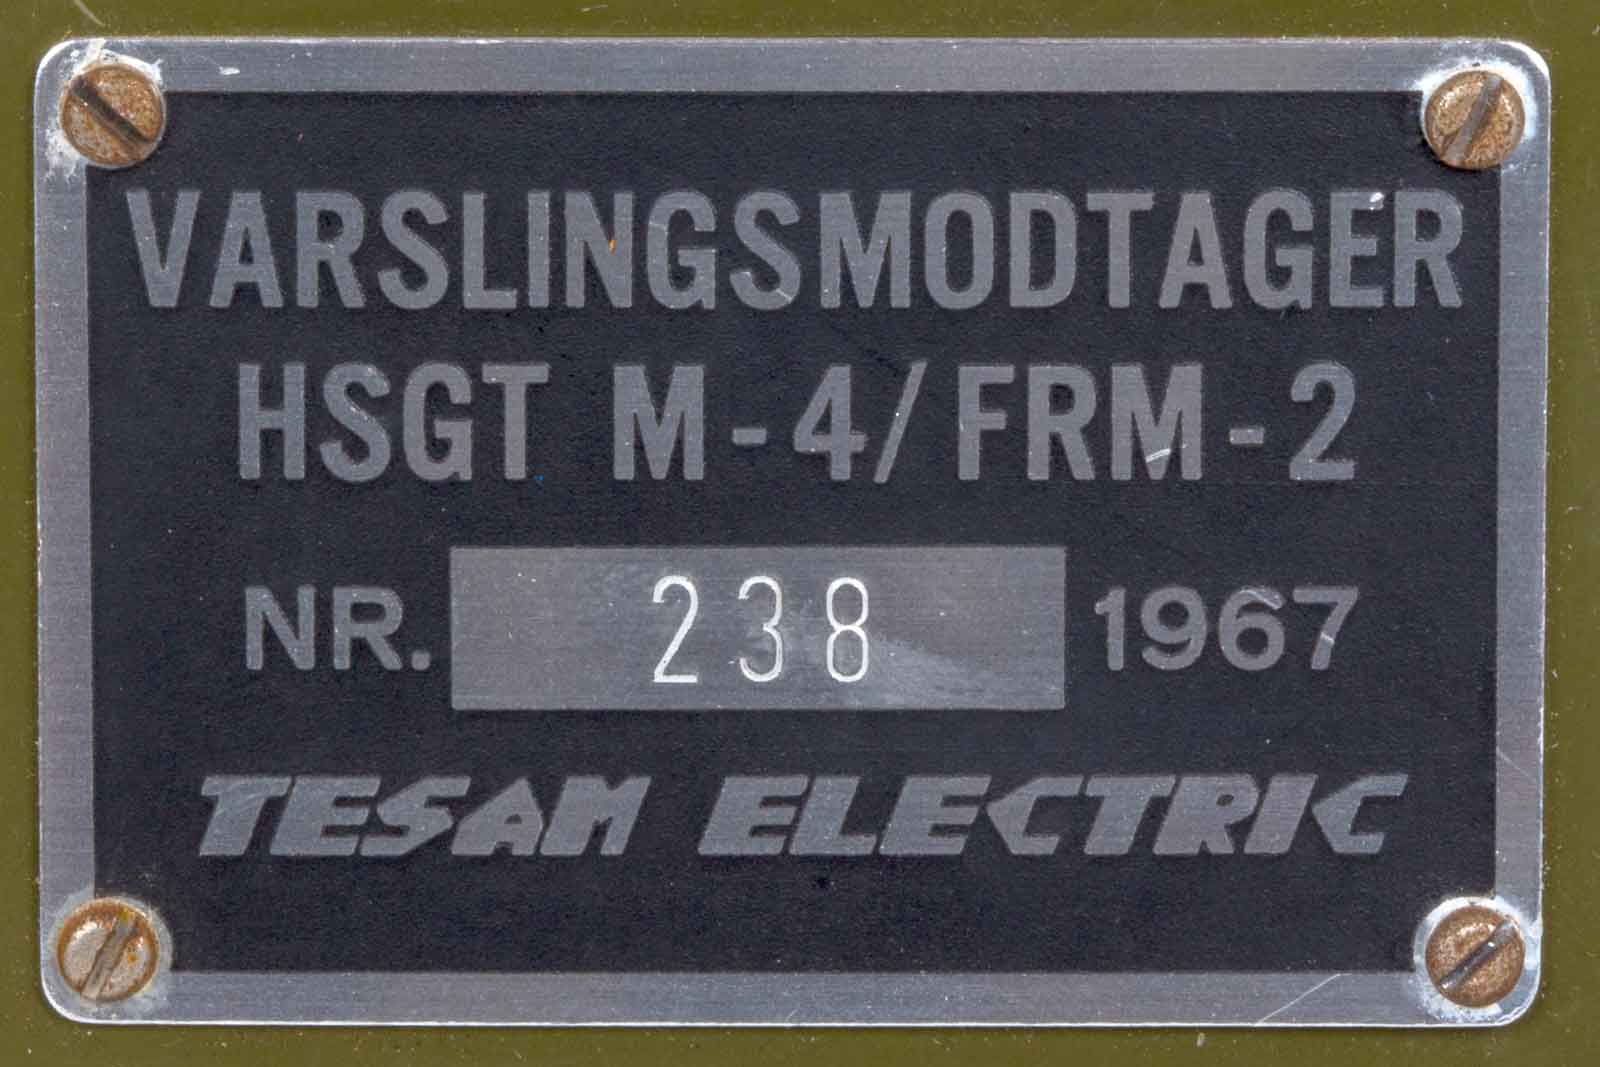 VARSLINGSMODTAGER
HSGT M-4/FRM-2
NR. 238 1967
TESAM ELECTRIC